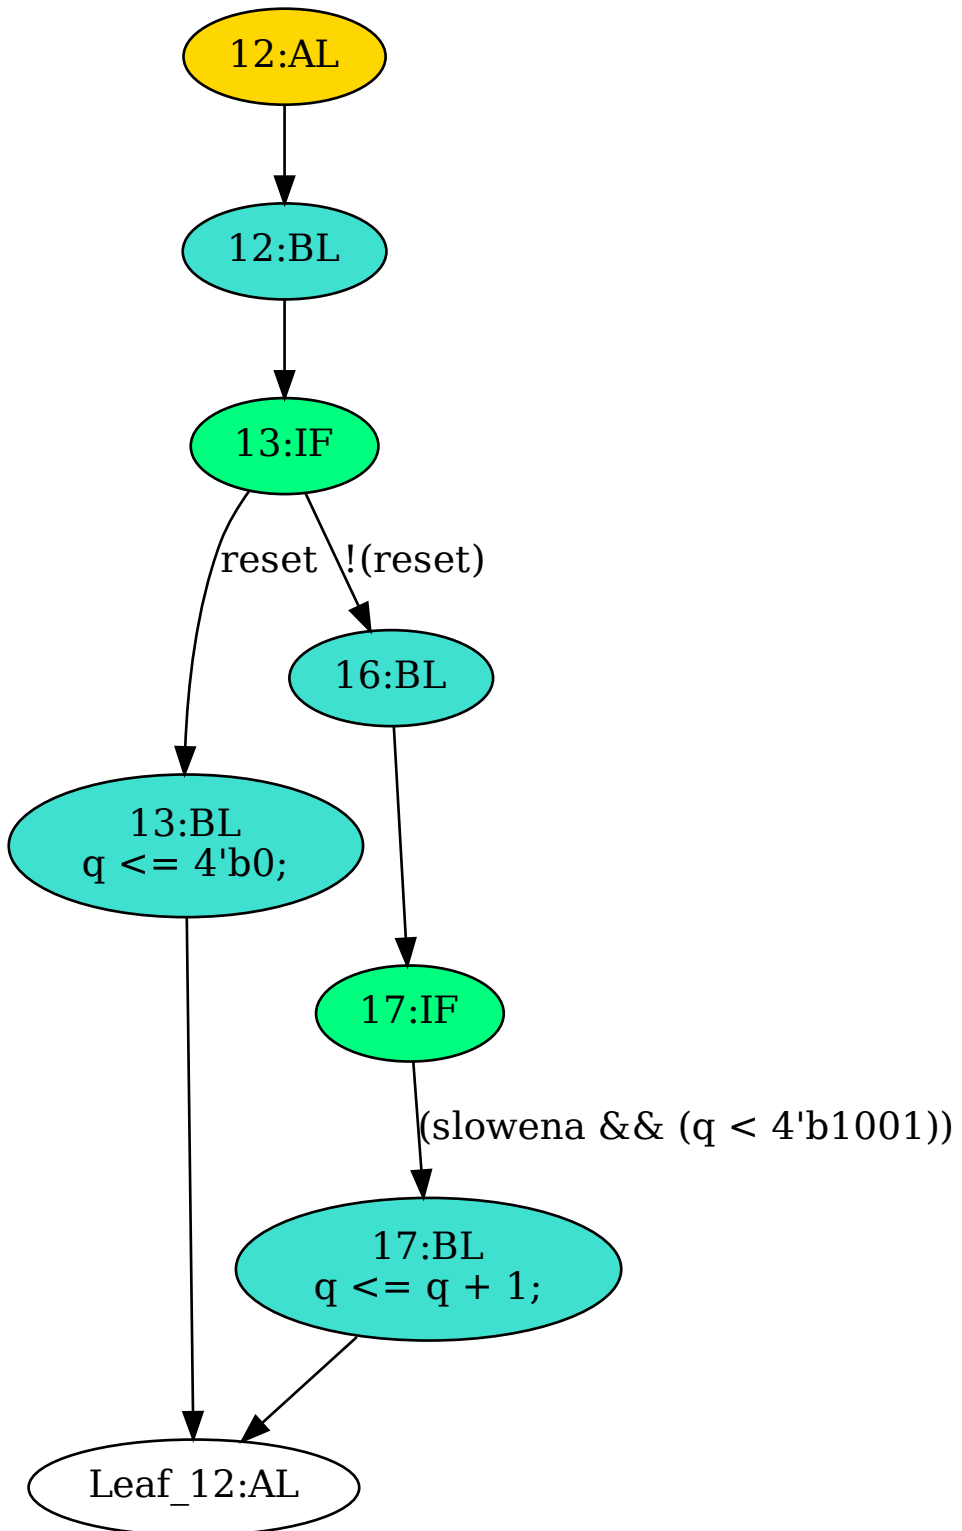 12:AL
12:BL
13:IF
reset
!(reset)
16:BL
13:BL
q <= 4'b0;
17:IF
(slowena && (q < 4'b1001))
17:BL
q <= q + 1;
Leaf_12:AL